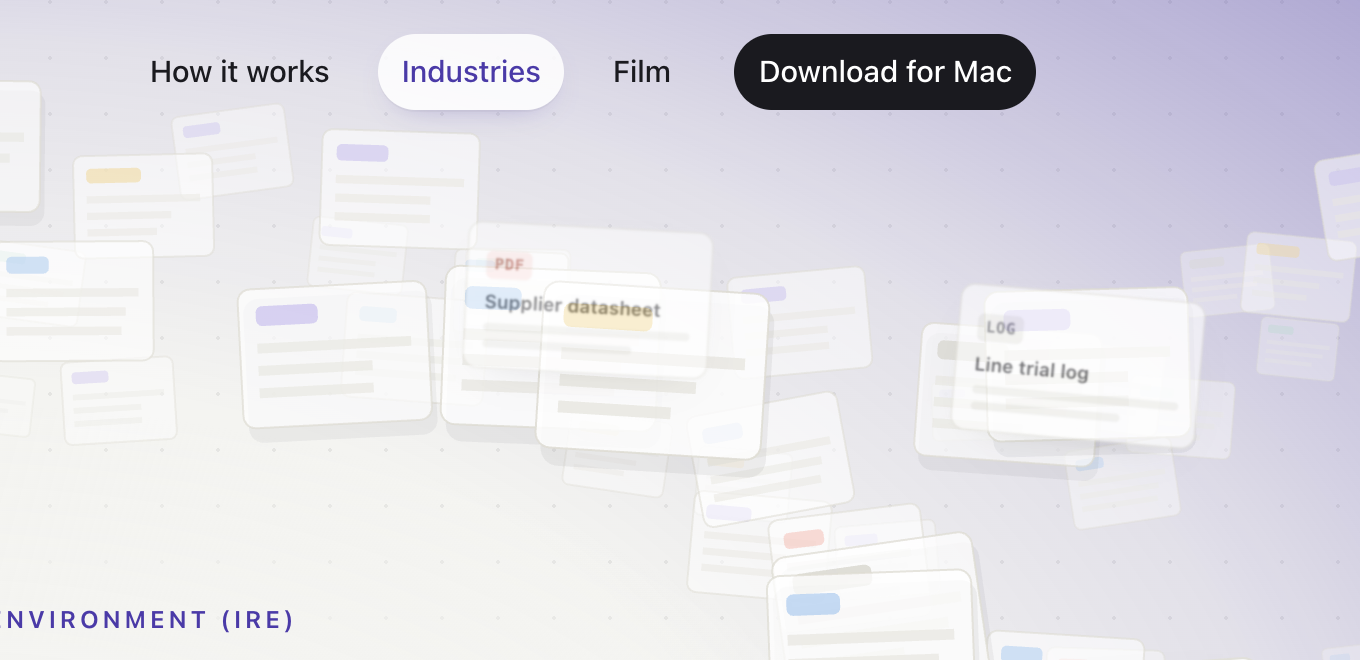 How it works Industries Film Download for Mac
PDF
Supplier datasheet
LOG
Line trial log
NVIRONMENT (IRE)